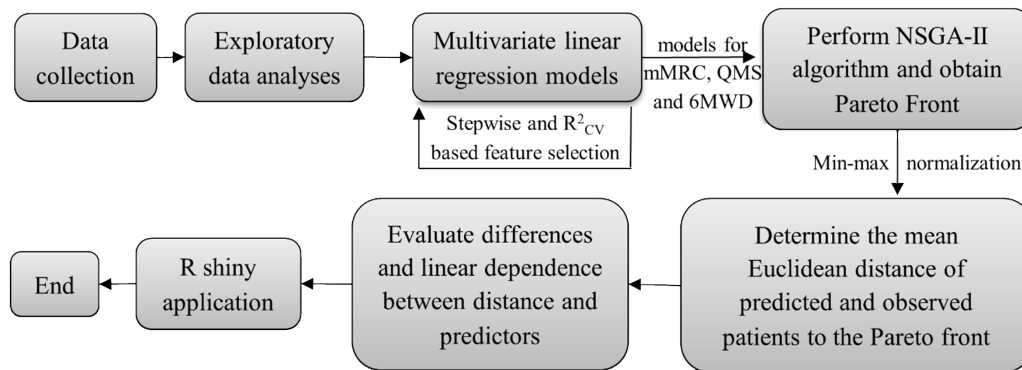 Data
collection
Exploratory
data analyses
Multivariate linear
regression models
Stepwise and R²CV
based feature selection
models for
mMRC, QMS
and 6MWD
Perform NSGA-II
algorithm and obtain
Pareto Front
Min-max normalization
Determine the mean
Euclidean distance of
predicted and observed
patients to the Pareto front
Evaluate differences
and linear dependence
between distance and
predictors
R shiny
application
End